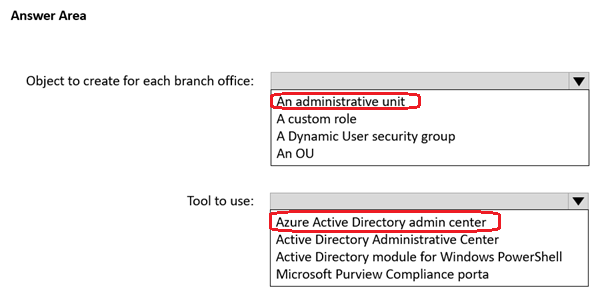 Answer Area
Object to create for each branch office:
An administrative unit
A custom role
A Dynamic User security group
An OU
Tool to use:
Azure Active Directory admin center
Active Directory Administrative Center
Active Directory module for Windows PowerShell
Microsoft Purview Compliance porta